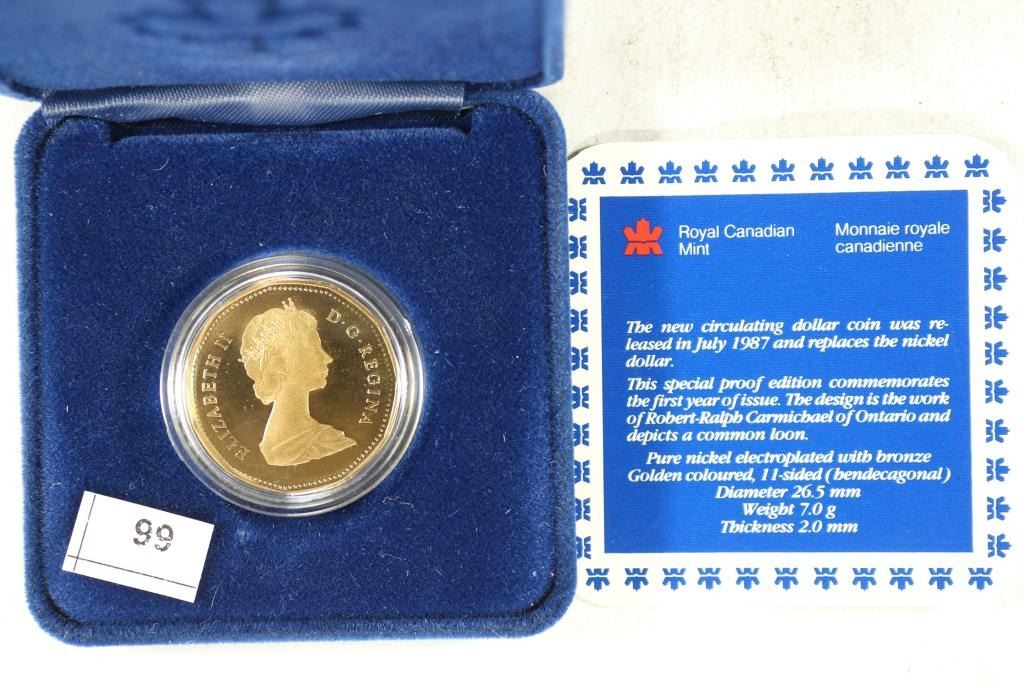 ELIZABETH II D·G·REGINA
99
Royal Canadian
Mint
Monnaie royale
canadienne
The new circulating dollar coin was re-
leased in July 1987 and replaces the nickel
dollar.
This special proof edition commemorates
the first year of issue. The design is the work
of Robert-Ralph Carmichael of Ontario and
depicts a common loon.
Pure nickel electroplated with bronze
Golden coloured, 11-sided (hendecagonal)
Diameter 26.5 mm
Weight 7.0 g
Thickness 2.0 mm